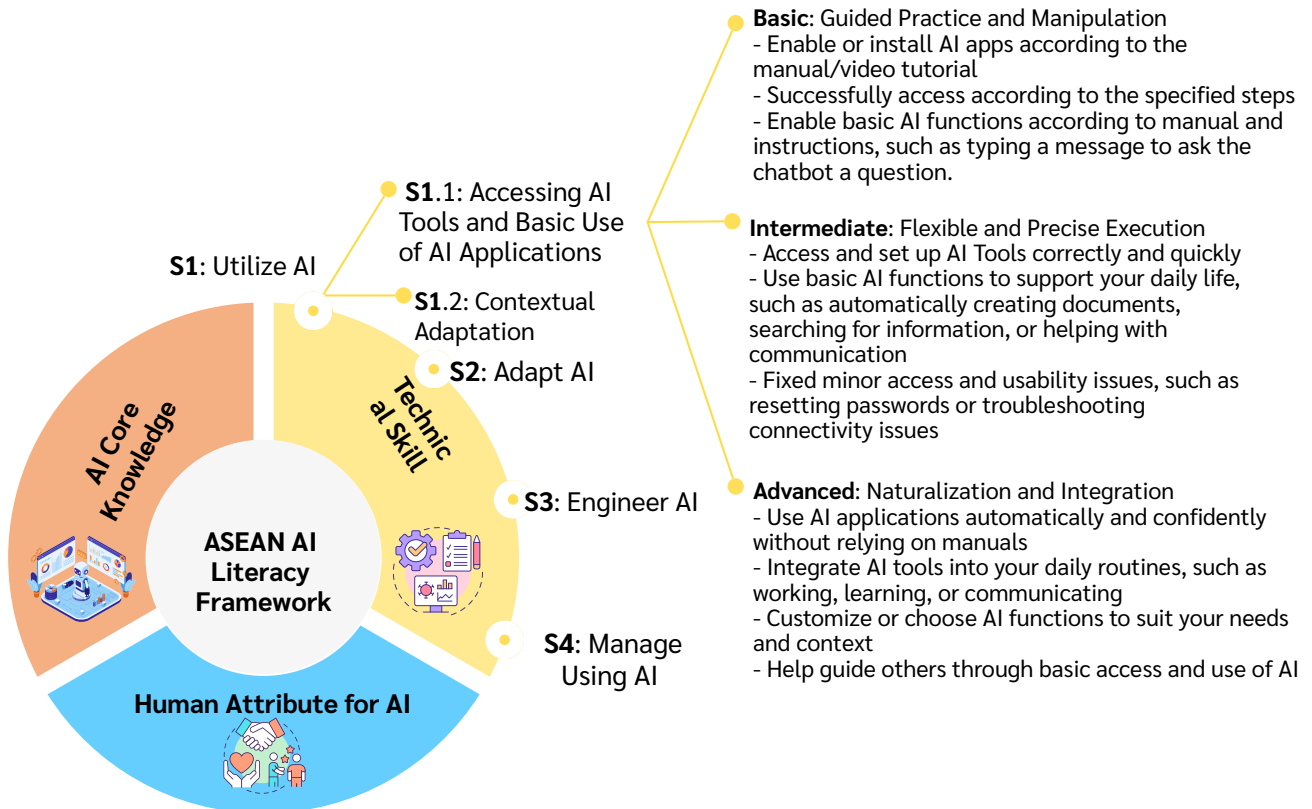 Basic: Guided Practice and Manipulation
- Enable or install AI apps according to the
manual/video tutorial
- Successfully access according to the specified steps
- Enable basic AI functions according to manual and
instructions, such as typing a message to ask the
chatbot a question.
S1.1: Accessing AI
Tools and Basic Use
of AI Applications
S1: Utilize AI
S1.2: Contextual
Adaptation
S2: Adapt AI
Intermediate: Flexible and Precise Execution
- Access and set up AI Tools correctly and quickly
- Use basic AI functions to support your daily life,
such as automatically creating documents,
searching for information, or helping with
communication
- Fixed minor access and usability issues, such as
resetting passwords or troubleshooting
connectivity issues
AI Core
Knowledge
Technic
al Skill
S3: Engineer AI
ASEAN AI
Literacy
Framework
S4: Manage
Using AI
Advanced: Naturalization and Integration
- Use AI applications automatically and confidently
without relying on manuals
- Integrate AI tools into your daily routines, such as
working, learning, or communicating
- Customize or choose AI functions to suit your needs
and context
- Help guide others through basic access and use of AI
Human Attribute for AI